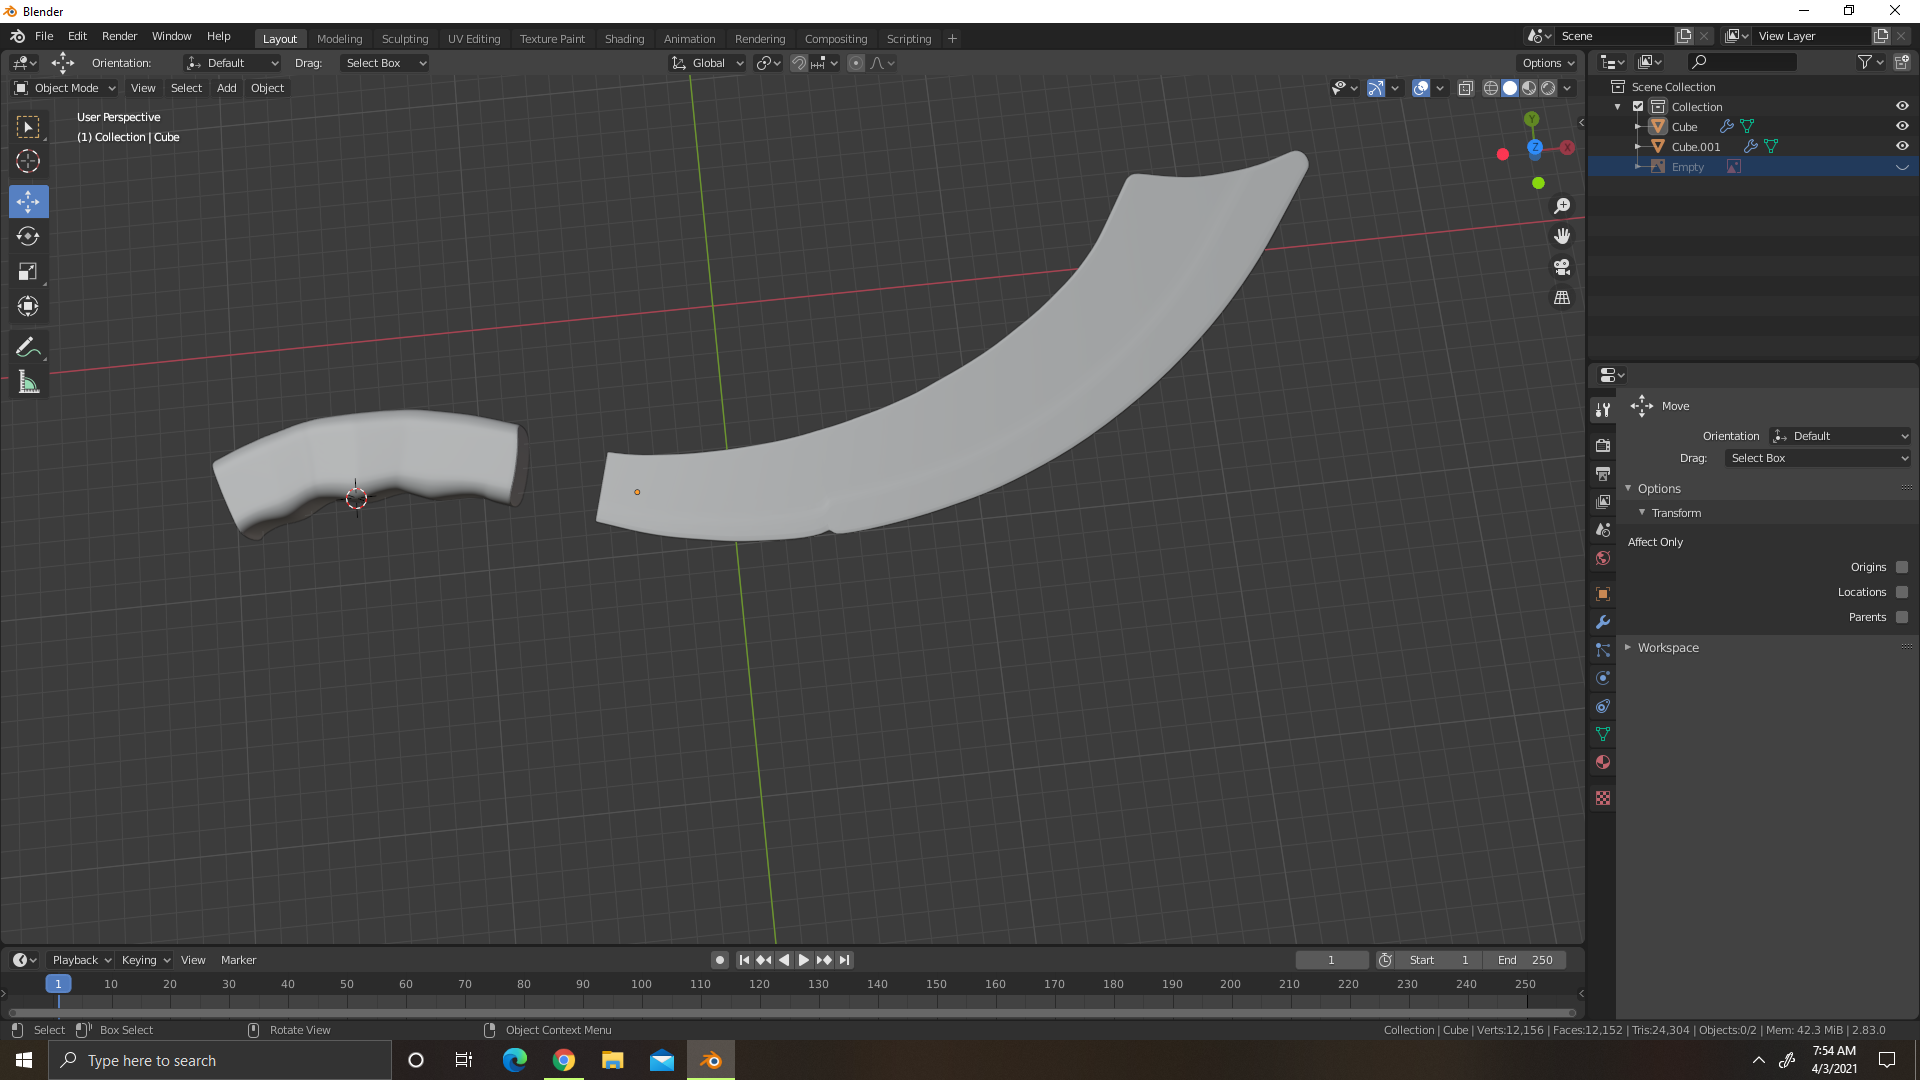 Blender
File Edit Render Window Help
Layout Modeling Sculpting UV Editing Texture Paint Shading Animation Rendering Compositing Scripting +
Scene
View Layer
Orientation: Default Drag: Select Box
Global
Options
Object Mode View Select Add Object
User Perspective
(1) Collection | Cube
Y
Z
X
Scene Collection
Collection
Cube
Cube.001
Empty
Move
Orientation Default
Drag: Select Box
Options
Transform
Affect Only
Origins
Locations
Parents
Workspace
Playback Keying View Marker
1 Start 1 End 250
1 10 20 30 40 50 60 70 80 90 100 110 120 130 140 150 160 170 180 190 200 210 220 230 240 250
Select Box Select Rotate View Object Context Menu
Collection | Cube | Verts:12,156 | Faces:12,152 | Tris:24,304 | Objects:0/2 | Mem: 42.3 MiB | 2.83.0
Type here to search
7:54 AM
4/3/2021